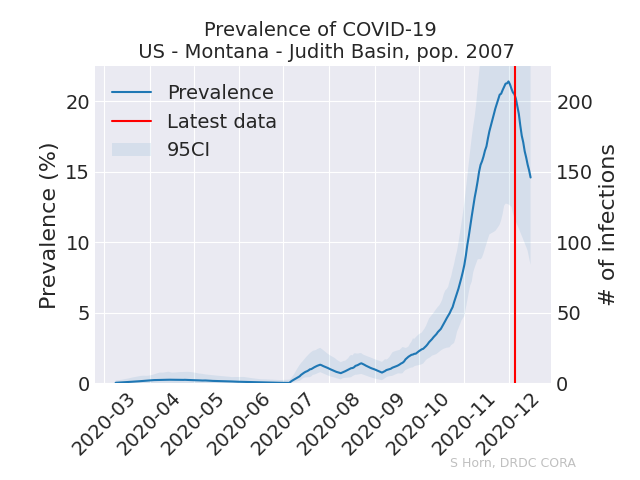 Prevalence of COVID-19
US - Montana - Judith Basin, pop. 2007
Prevalence
Latest data
95CI
Prevalence (%)
20
15
10
5
0
# of infections
200
150
100
50
0
2020-03
2020-04
2020-05
2020-06
2020-07
2020-08
2020-09
2020-10
2020-11
2020-12
S Horn, DRDC CORA